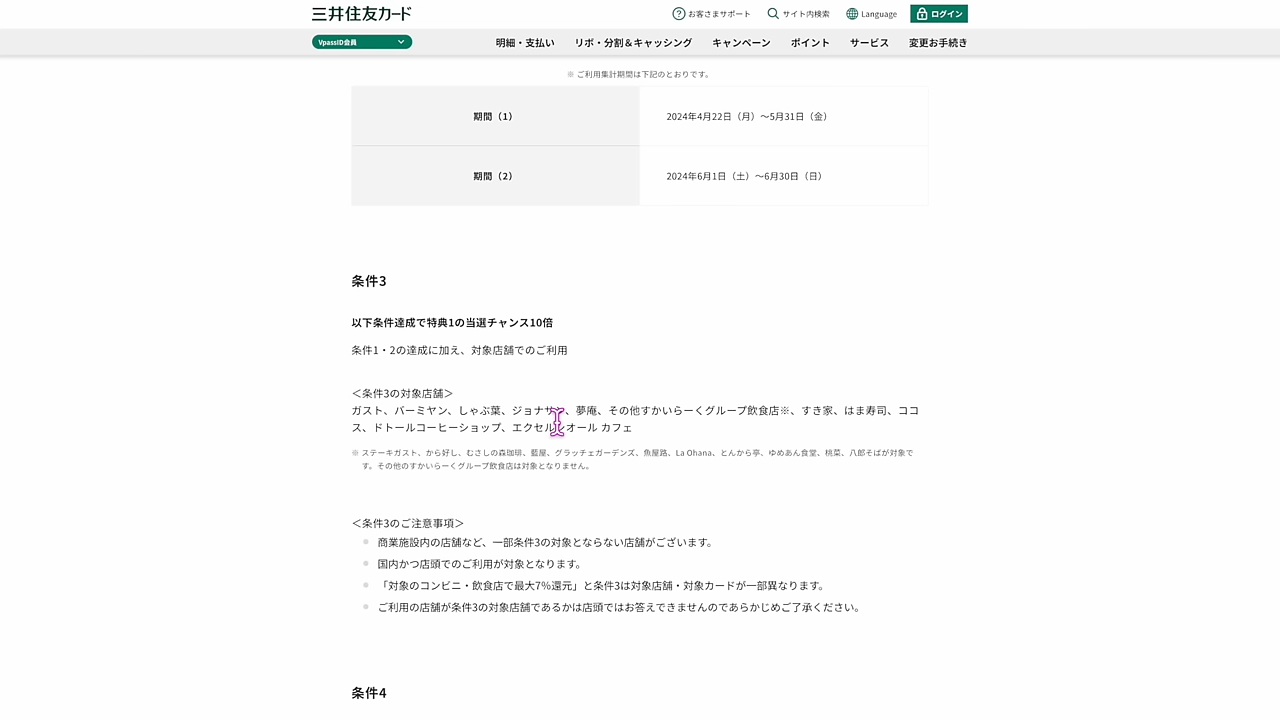 三井住友カード
お客さまサポート サイト内検索 Language ログイン
VpassID会員
明細・支払い リボ・分割＆キャッシング キャンペーン ポイント サービス 変更お手続き
※ ご利用集計期間は下記のとおりです。
期間（1） 2024年4月22日（月）～5月31日（金）
期間（2） 2024年6月1日（土）～6月30日（日）
条件3
以下条件達成で特典1の当選チャンス10倍
条件1・2の達成に加え、対象店舗でのご利用
＜条件3の対象店舗＞
ガスト、バーミヤン、しゃぶ葉、ジョナサン、夢庵、その他すかいらーくグループ飲食店※、すき家、はま寿司、ココ
ス、ドトールコーヒーショップ、エクセルシオール カフェ
※ ステーキガスト、から好し、むさしの森珈琲、藍屋、グラッチェガーデンズ、魚屋路、La Ohana、とんから亭、ゆめあん食堂、桃菜、八郎そばが対象で
す。その他のすかいらーくグループ飲食店は対象となりません。
＜条件3のご注意事項＞
商業施設内の店舗など、一部条件3の対象とならない店舗がございます。
国内かつ店頭でのご利用が対象となります。
「対象のコンビニ・飲食店で最大7%還元」と条件3は対象店舗・対象カードが一部異なります。
ご利用の店舗が条件3の対象店舗であるかは店頭ではお答えできませんのであらかじめご了承ください。
条件4